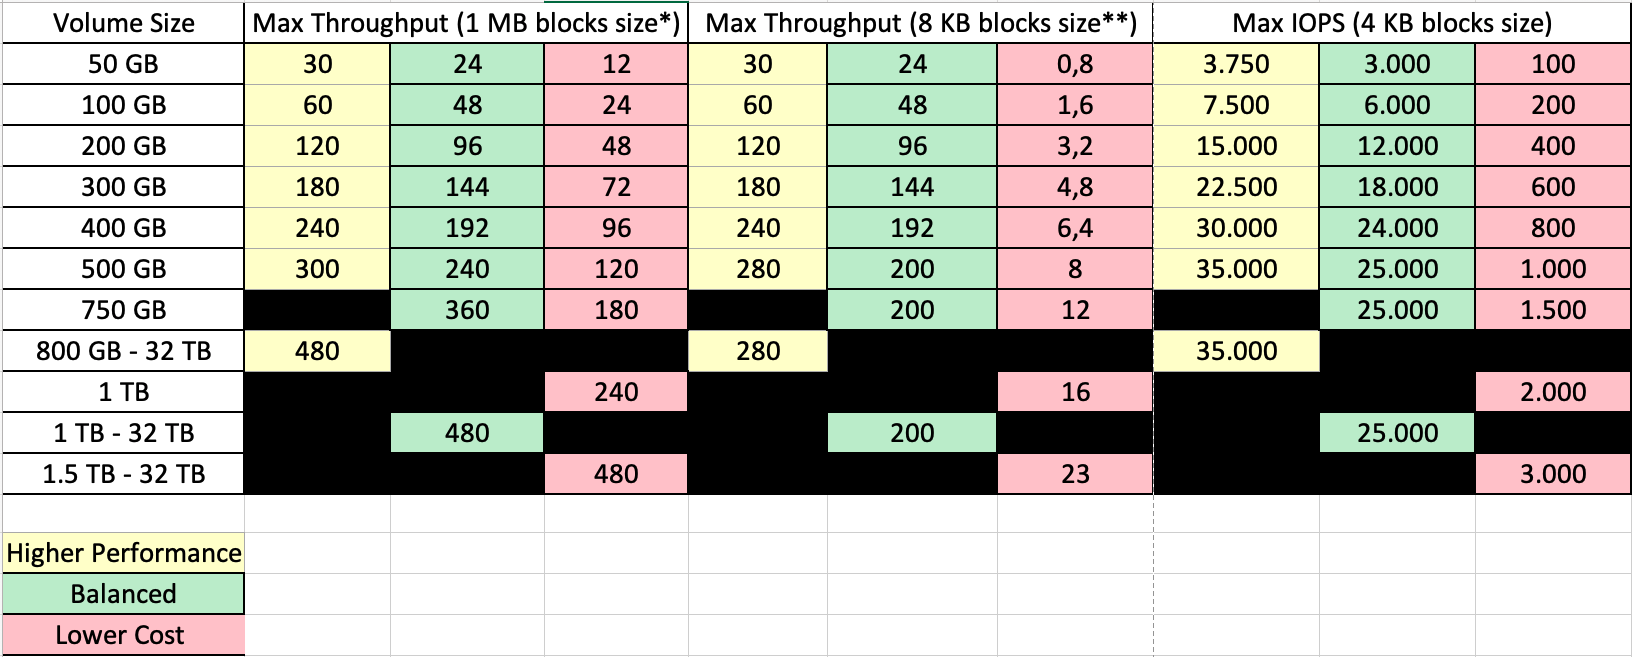 Volume Size Max Throughput (1 MB blocks size*) Max Throughput (8 KB blocks size**) Max IOPS (4 KB blocks size)
50 GB 30 24 12 30 24 0,8 3.750 3.000 100
100 GB 60 48 24 60 48 1,6 7.500 6.000 200
200 GB 120 96 48 120 96 3,2 15.000 12.000 400
300 GB 180 144 72 180 144 4,8 22.500 18.000 600
400 GB 240 192 96 240 192 6,4 30.000 24.000 800
500 GB 300 240 120 280 200 8 35.000 25.000 1.000
750 GB 360 180 200 12 25.000 1.500
800 GB - 32 TB 480 280 35.000
1 TB 240 16 2.000
1 TB - 32 TB 480 200 25.000
1.5 TB - 32 TB 480 23 3.000
Higher Performance
Balanced
Lower Cost